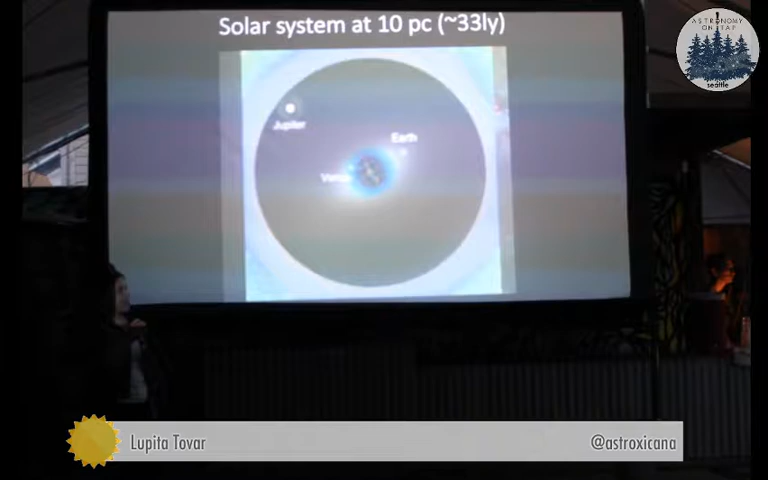 Solar system at 10 pc (~33ly)
ASTRONOMY
ON TAP
seattle
Jupiter
Earth
Venus
Lupita Tovar
@astroxicana